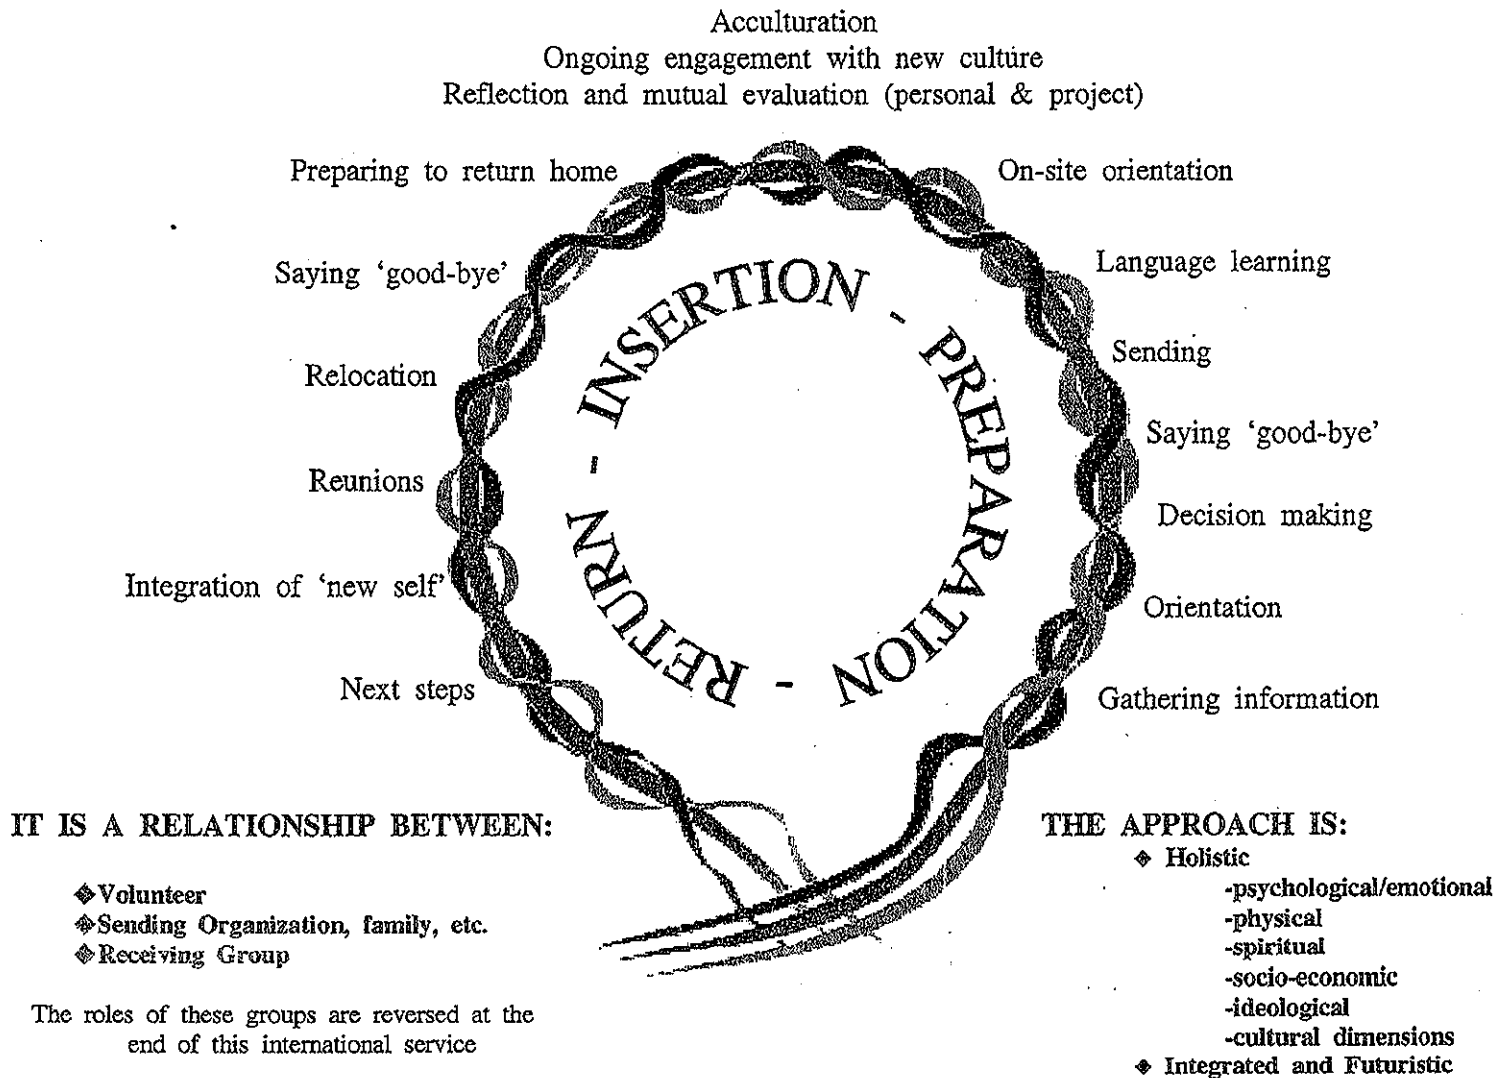 Acculturation
Ongoing engagement with new culture
Reflection and mutual evaluation (personal & project)
Preparing to return home
On-site orientation
Saying ‘good-bye’
Language learning
Relocation
Sending
Reunions
Saying ‘good-bye’
Integration of ‘new self’
Decision making
Next steps
Orientation
Gathering information
RETURN - INSERTION - PREPARATION -
IT IS A RELATIONSHIP BETWEEN:
❖Volunteer
❖Sending Organization, family, etc.
❖Receiving Group
The roles of these groups are reversed at the
end of this international service
THE APPROACH IS:
❖ Holistic
-psychological/emotional
-physical
-spiritual
-socio-economic
-ideological
-cultural dimensions
❖ Integrated and Futuristic